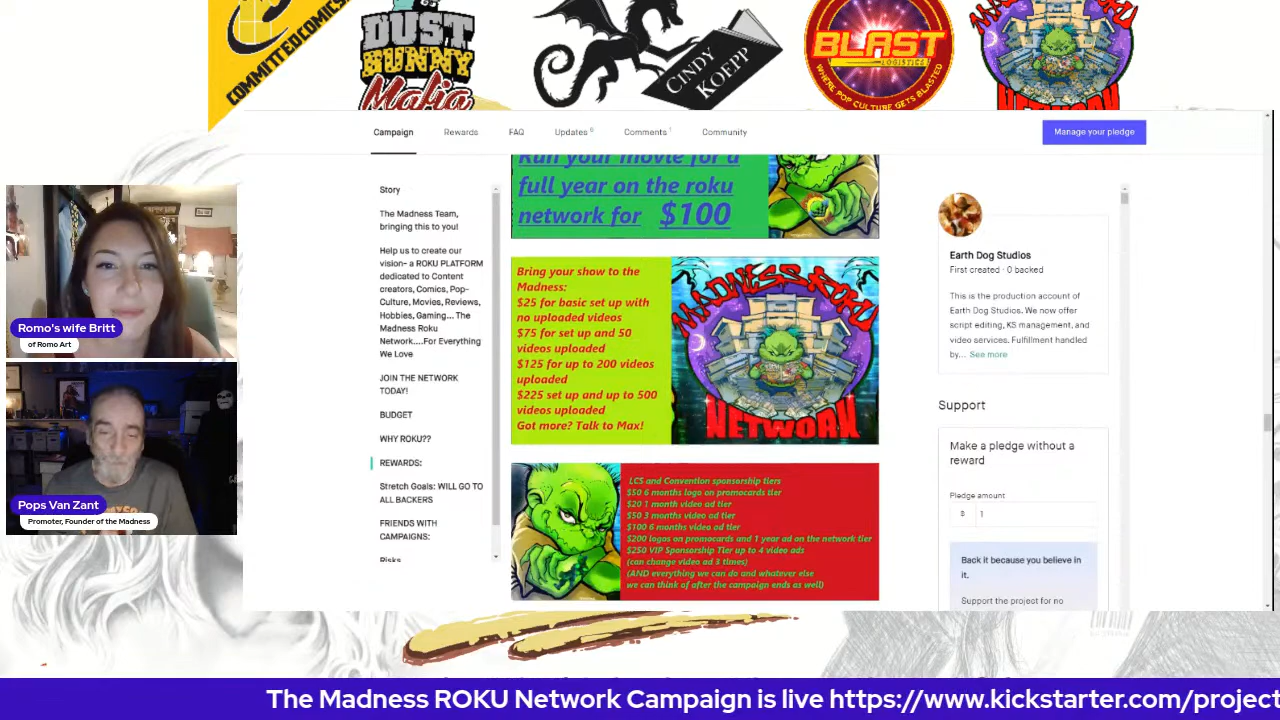 COMMITTEDCOMICS
DUST
BUNNY
Mafia
CINDY
KOEPP
BLAST
LOGISTICS
WHERE POP CULTURE GETS BLASTED
MADNESS ROKU
NETWORK
Campaign
Rewards
FAQ
Updates 6
Comments 1
Community
Manage your pledge
Story
The Madness Team,
bringing this to you!
Help us to create our
vision- a ROKU PLATFORM
dedicated to Content
creators, Comics, Pop-
Culture, Movies, Reviews,
Hobbies, Gaming... The
Madness Roku
Network....For Everything
We Love
JOIN THE NETWORK
TODAY!
BUDGET
WHY ROKU??
REWARDS:
Stretch Goals: WILL GO TO
ALL BACKERS
FRIENDS WITH
CAMPAIGNS:
Risks
Run your movie for a
full year on the roku
network for $100
Bring your show to the
Madness:
$25 for basic set up with
no uploaded videos
$75 for set up and 50
videos uploaded
$125 for up to 200 videos
uploaded
$225 set up and up to 500
videos uploaded
Got more? Talk to Max!
MADNESS ROKU
NETWORK
LCS and Convention sponsorship tiers
$50 6 months logo on promocards tier
$20 1 month video ad tier
$50 3 months video ad tier
$100 6 months video ad tier
$200 logos on promocards and 1 year ad on the network tier
$250 VIP Sponsorship Tier up to 4 video ads
(can change video ad 3 times)
(AND everything we can do and whatever else
we can think of after the campaign ends as well)
Earth Dog Studios
First created · 0 backed
This is the production account of
Earth Dog Studios. We now offer
script editing, KS management, and
video services. Fulfillment handled
by... See more
Support
Make a pledge without a
reward
Pledge amount
$ 1
Back it because you believe in
it.
Support the project for no
Romo's wife Britt
of Romo Art
Pops Van Zant
Promoter, Founder of the Madness
The Madness ROKU Network Campaign is live https://www.kickstarter.com/project